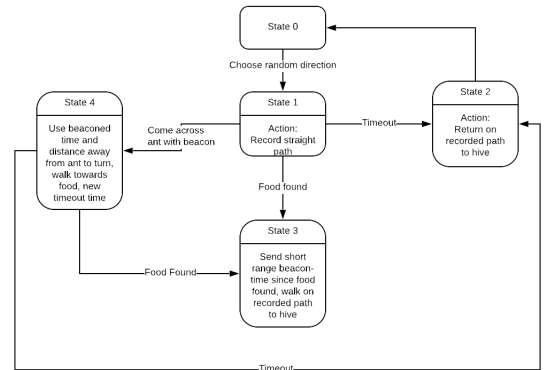 State 0
Choose random direction
State 4
Use beaconed
time and
distance away
from ant to turn,
walk towards
food, new
timeout time
Come across
ant with beacon
State 1
Action:
Record straight
path
Timeout
State 2
Action:
Return on
recorded path
to hive
Food found
State 3
Send short
range beacon-
time since food
found, walk on
recorded path
to hive
Food Found
Timeout